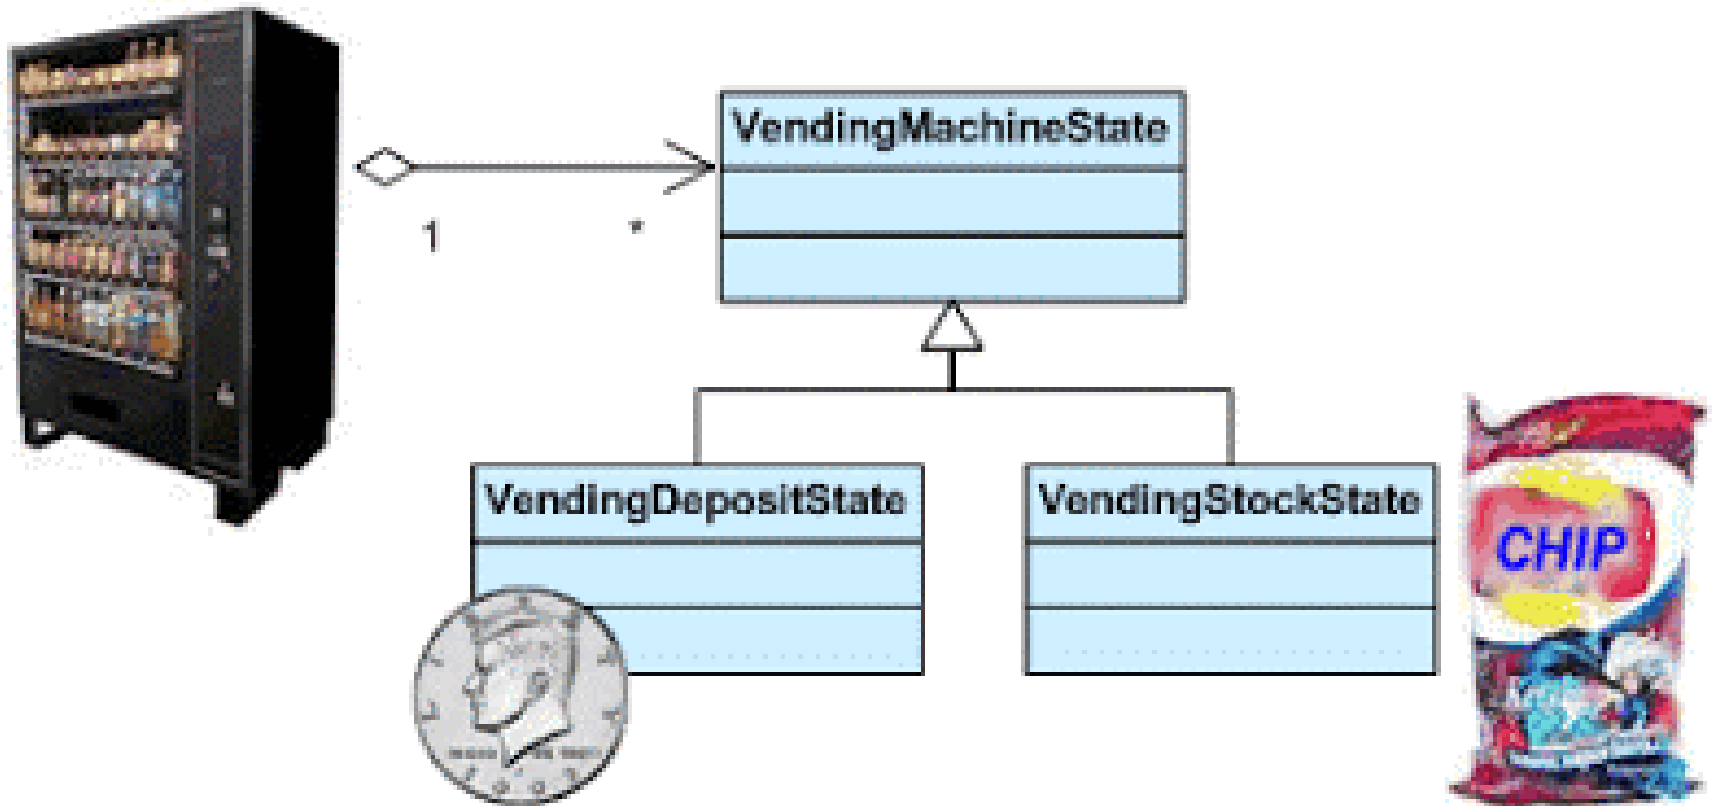 VendingMachineState
1
*
VendingDepositState
VendingStockState
CHIP